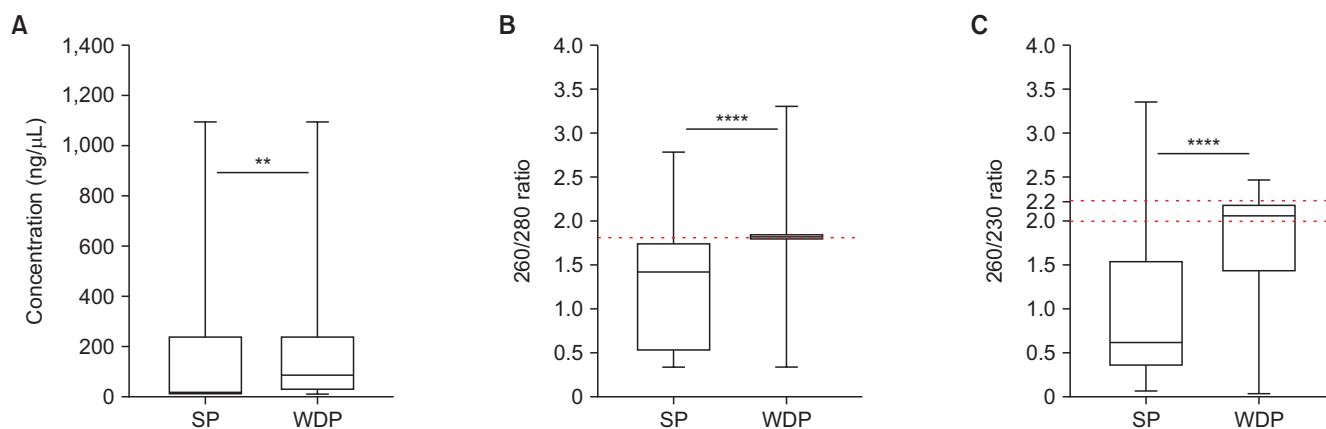 A
Concentration (ng/μL)
1,400
1,200
1,000
800
600
400
200
0
**
SP
WDP
B
260/280 ratio
4.0
3.5
3.0
2.5
2.0
1.5
1.0
0.5
0
****
SP
WDP
C
260/230 ratio
4.0
3.5
3.0
2.5
2.2
2.0
1.5
1.0
0.5
0
****
SP
WDP